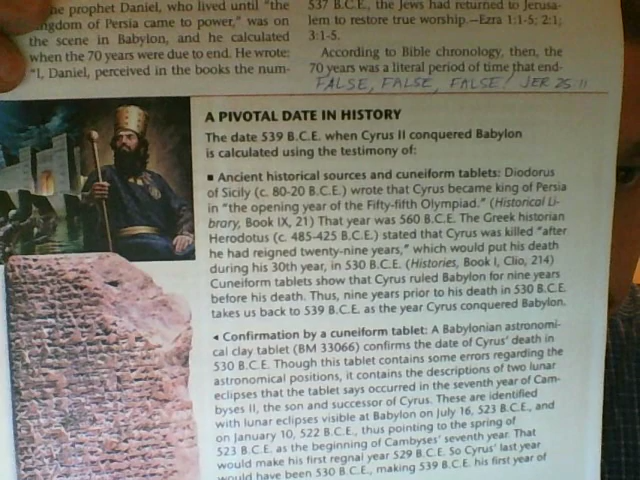 he prophet Daniel, who lived until "the
ngdom of Persia came to power," was on
the scene in Babylon, and he calculated
when the 70 years were due to end. He wrote:
"I, Daniel, perceived in the books the num-
537 B.C.E., the Jews had returned to Jerusa-
lem to restore true worship.—Ezra 1:1-5; 2:1;
3:1-5.
According to Bible chronology, then, the
70 years was a literal period of time that end-
FALSE, FALSE, FALSE! JER 25:11
A PIVOTAL DATE IN HISTORY
The date 539 B.C.E. when Cyrus II conquered Babylon
is calculated using the testimony of:
▪ Ancient historical sources and cuneiform tablets: Diodorus
of Sicily (c. 80-20 B.C.E.) wrote that Cyrus became king of Persia
in "the opening year of the Fifty-fifth Olympiad." (Historical Li-
brary, Book IX, 21) That year was 560 B.C.E. The Greek historian
Herodotus (c. 485-425 B.C.E.) stated that Cyrus was killed "after
he had reigned twenty-nine years," which would put his death
during his 30th year, in 530 B.C.E. (Histories, Book I, Clio, 214)
Cuneiform tablets show that Cyrus ruled Babylon for nine years
before his death. Thus, nine years prior to his death in 530 B.C.E.
takes us back to 539 B.C.E. as the year Cyrus conquered Babylon.
◂ Confirmation by a cuneiform tablet: A Babylonian astronomi-
cal clay tablet (BM 33066) confirms the date of Cyrus' death in
530 B.C.E. Though this tablet contains some errors regarding the
astronomical positions, it contains the descriptions of two lunar
eclipses that the tablet says occurred in the seventh year of Cam-
byses II, the son and successor of Cyrus. These are identified
with lunar eclipses visible at Babylon on July 16, 523 B.C.E., and
on January 10, 522 B.C.E., thus pointing to the spring of
523 B.C.E. as the beginning of Cambyses' seventh year. That
would make his first regnal year 529 B.C.E. So Cyrus' last year
would have been 530 B.C.E., making 539 B.C.E. his first year of